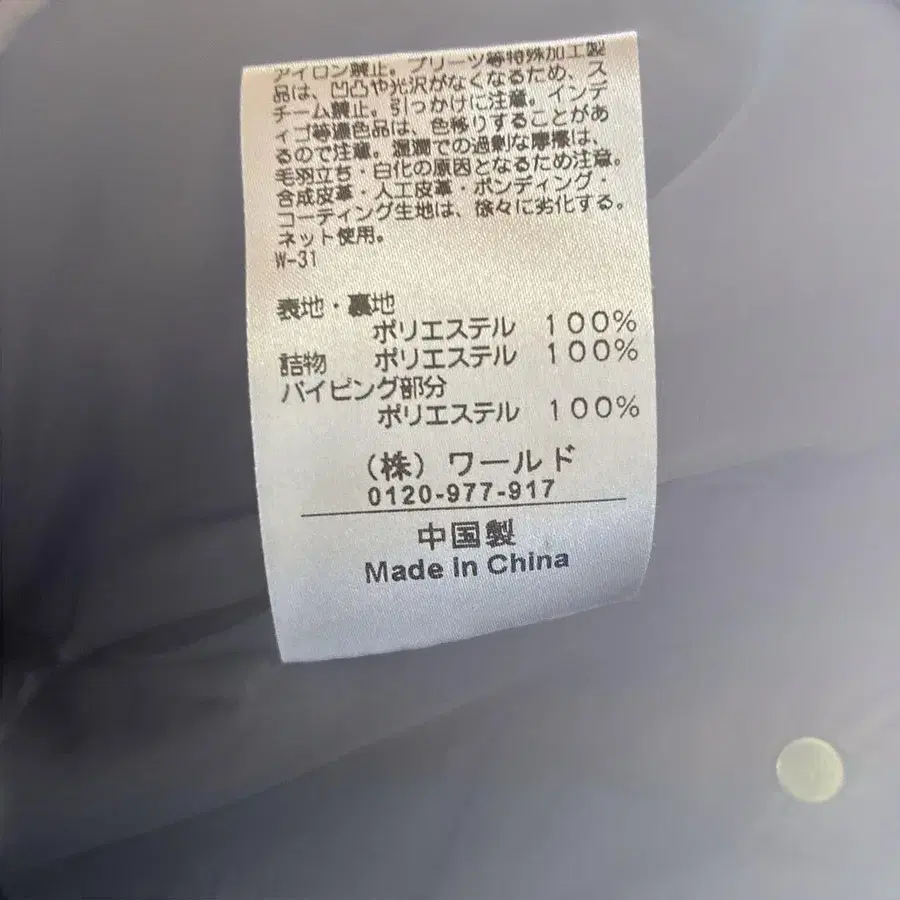 アイロン禁止。プリーツ等特殊加工製
品は、凹凸や光沢がなくなるため、ス
チーム禁止。引っかけに注意。インデ
ィゴ等濃色品は、色移りすることがあ
るので注意。湿潤での過剰な摩擦は、
毛羽立ち・白化の原因となるため注意。
合成皮革・人工皮革・ボンディング・
コーティング生地は、徐々に劣化する。
ネット使用。
W-31
表地・裏地
ポリエステル 100%
詰物 ポリエステル 100%
パイピング部分
ポリエステル 100%
(株) ワールド
0120-977-917
中国製
Made in China